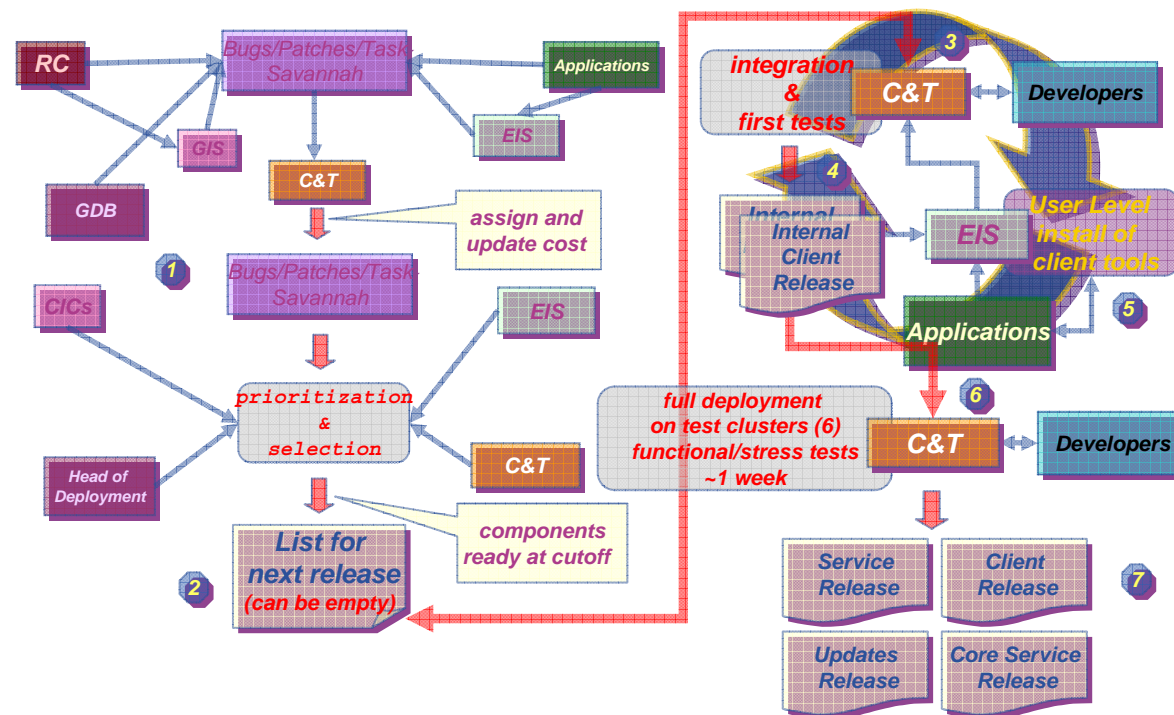 RC
Bugs/Patches/Task
Savannah
Applications
GIS
EIS
GDB
C&T
assign and
update cost
1
Bugs/Patches/Task
Savannah
CICs
EIS
prioritization
&
selection
Head of
Deployment
C&T
components
ready at cutoff
List for
next release
(can be empty)
2
3
integration
&
first tests
C&T
Developers
4
Internal
Internal
Client
Release
EIS
User Level
install of
client tools
5
Applications
6
full deployment
on test clusters (6)
functional/stress tests
~1 week
C&T
Developers
Service
Release
Client
Release
7
Updates
Release
Core Service
Release